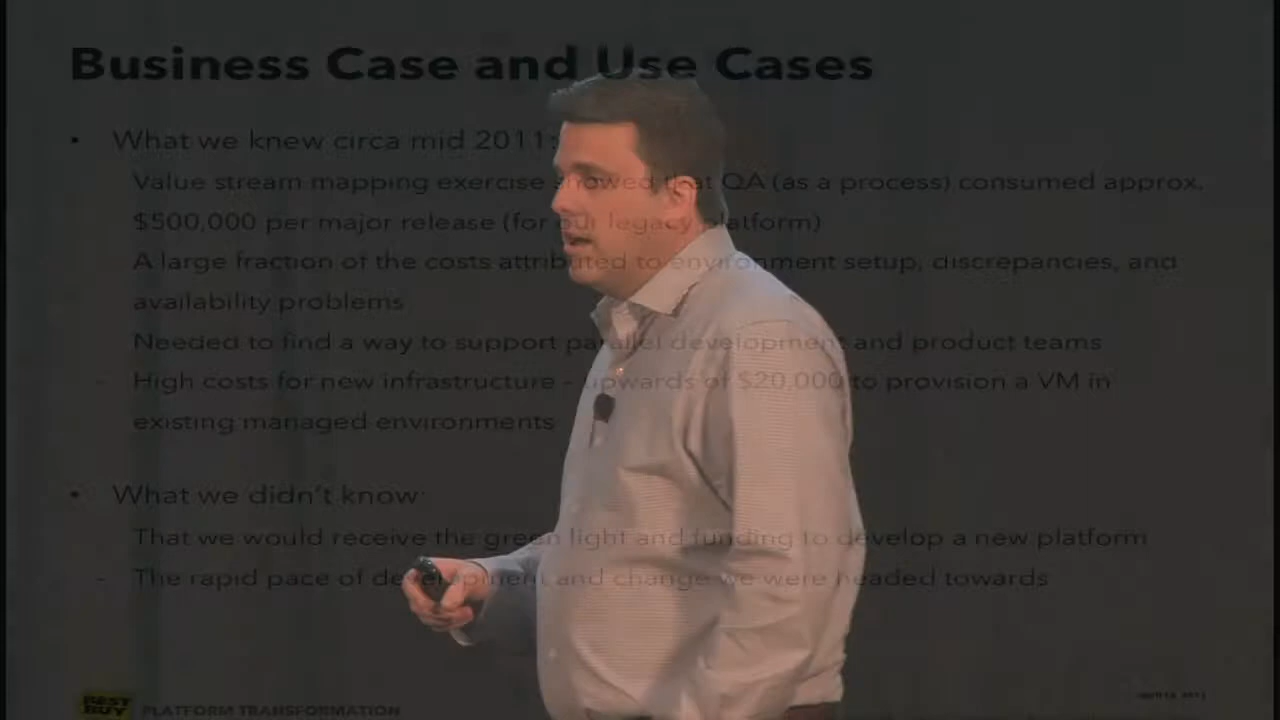 Business Case and Use Cases
• What we knew circa mid 2011:
Value stream mapping exercise showed that QA (as a process) consumed approx.
$500,000 per major release (for our legacy platform)
A large fraction of the costs attributed to environment setup, discrepancies, and
availability problems
Needed to find a way to support parallel development and product teams
- High costs for new infrastructure – upwards of $20,000 to provision a VM in
existing managed environments
• What we didn't know:
That we would receive the green light and funding to develop a new platform
- The rapid pace of development and change we were headed towards
BEST BUY PLATFORM TRANSFORMATION